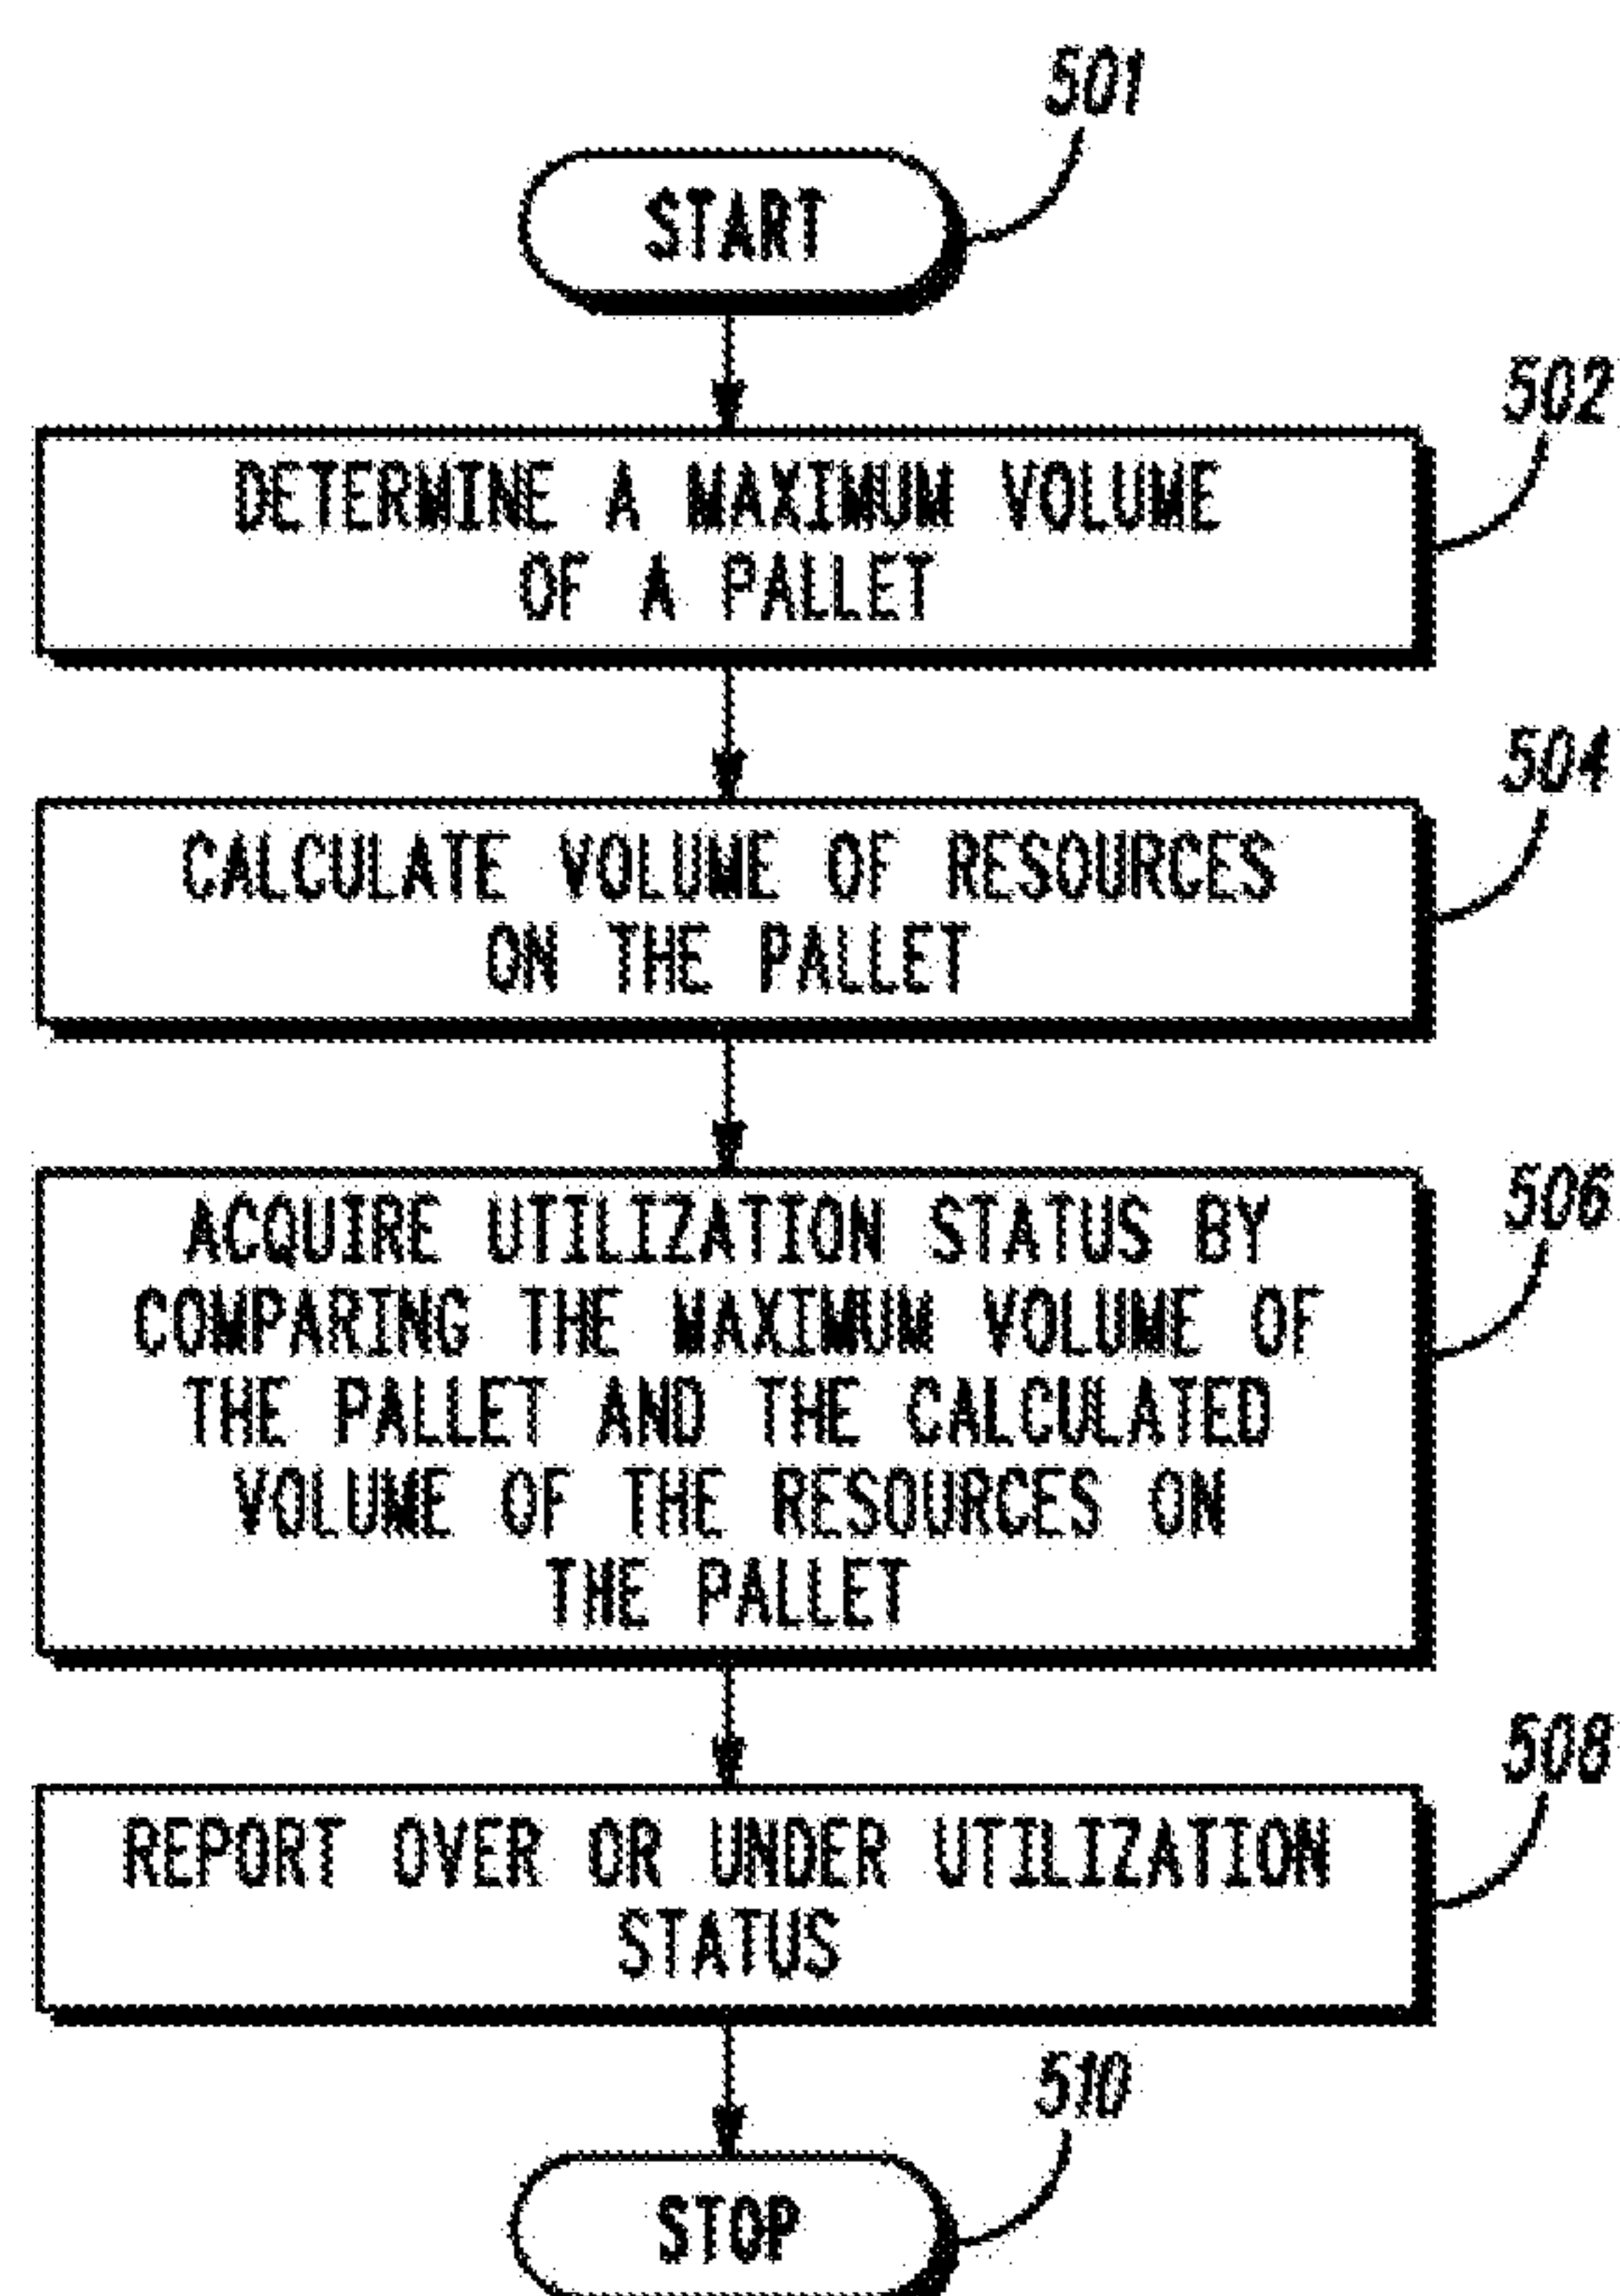 501
START
502
DETERMINE A MAXIMUM VOLUME
OF A PALLET
504
CALCULATE VOLUME OF RESOURCES
ON THE PALLET
506
ACQUIRE UTILIZATION STATUS BY
COMPARING THE MAXIMUM VOLUME OF
THE PALLET AND THE CALCULATED
VOLUME OF THE RESOURCES ON
THE PALLET
508
REPORT OVER OR UNDER UTILIZATION
STATUS
510
STOP